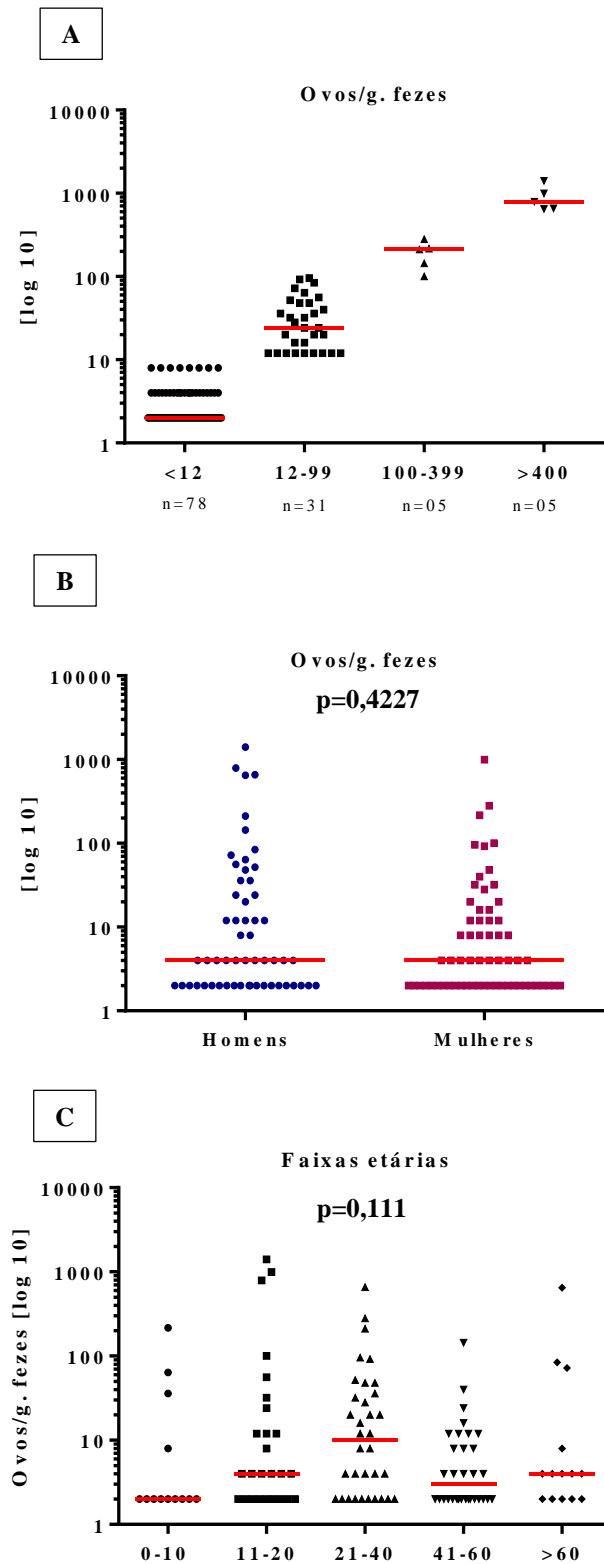 A
Ovos/g. fezes
[log 10]
10000
1000
100
10
1
<12 12-99 100-399 >400
n=78 n=31 n=05 n=05
B
Ovos/g. fezes
p=0,4227
[log 10]
10000
1000
100
10
1
Homens Mulheres
C
Faixas etárias
p=0,111
Ovos/g. fezes [log 10]
10000
1000
100
10
1
0-10 11-20 21-40 41-60 >60